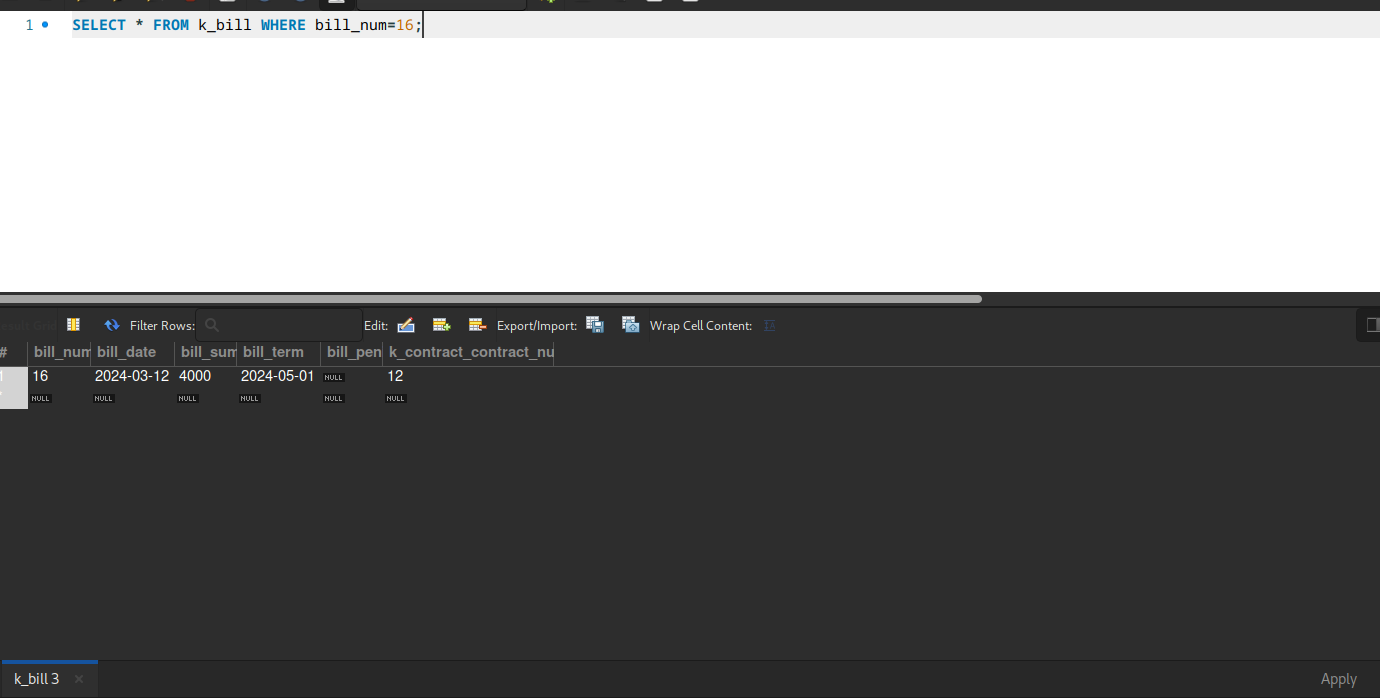 1 SELECT * FROM k_bill WHERE bill_num=16;
Filter Rows: Edit: Export/Import: Wrap Cell Content:
# bill_num bill_date bill_sum bill_term bill_pen k_contract_contract_nu
1 16 2024-03-12 4000 2024-05-01 NULL 12
NULL NULL NULL NULL NULL NULL
k_bill 3 Apply